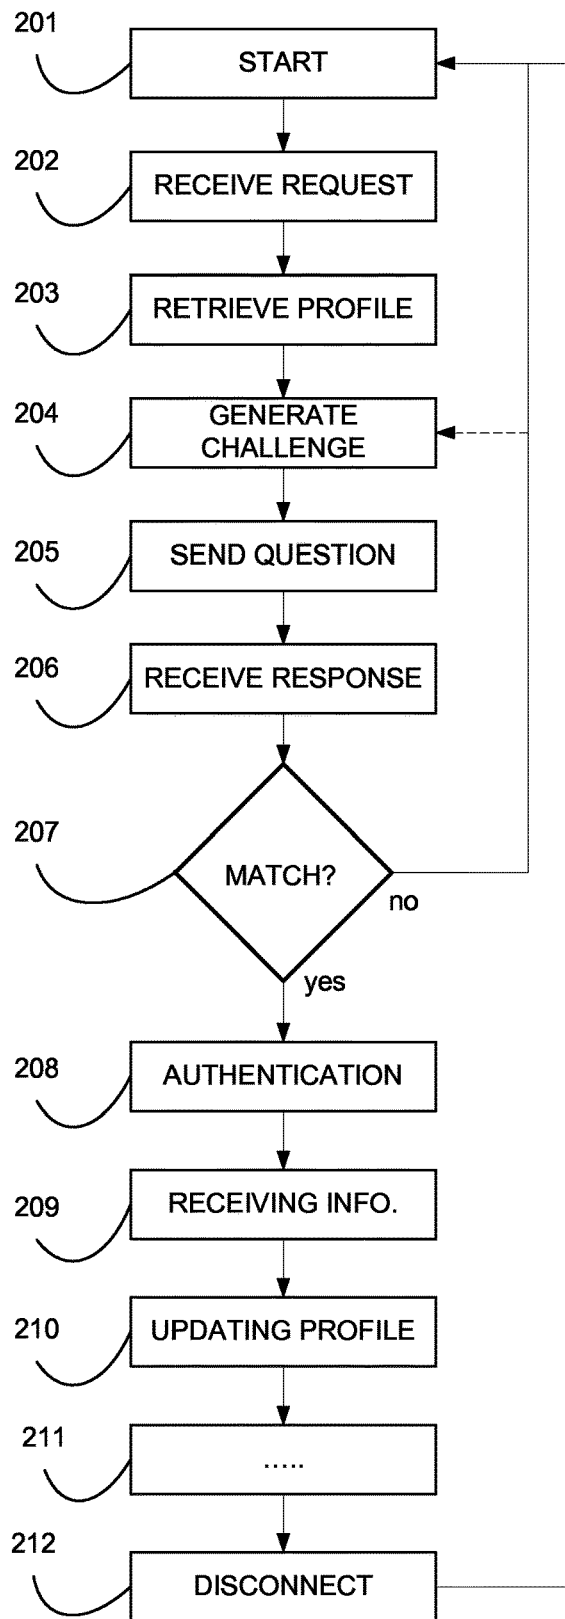 201
START
202
RECEIVE REQUEST
203
RETRIEVE PROFILE
204
GENERATE
CHALLENGE
205
SEND QUESTION
206
RECEIVE RESPONSE
207
MATCH?
no
yes
208
AUTHENTICATION
209
RECEIVING INFO.
210
UPDATING PROFILE
211
.....
212
DISCONNECT